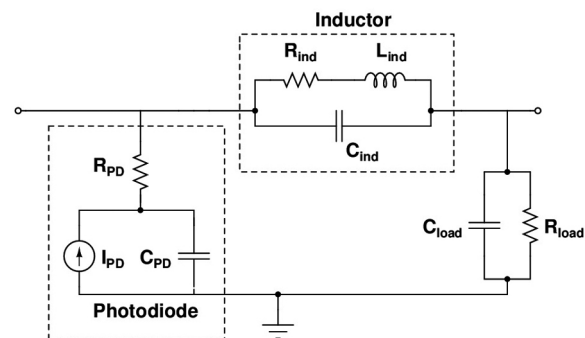 Inductor
Rind Lind
Cind
RPD
IPD CPD
Cload Rload
Photodiode